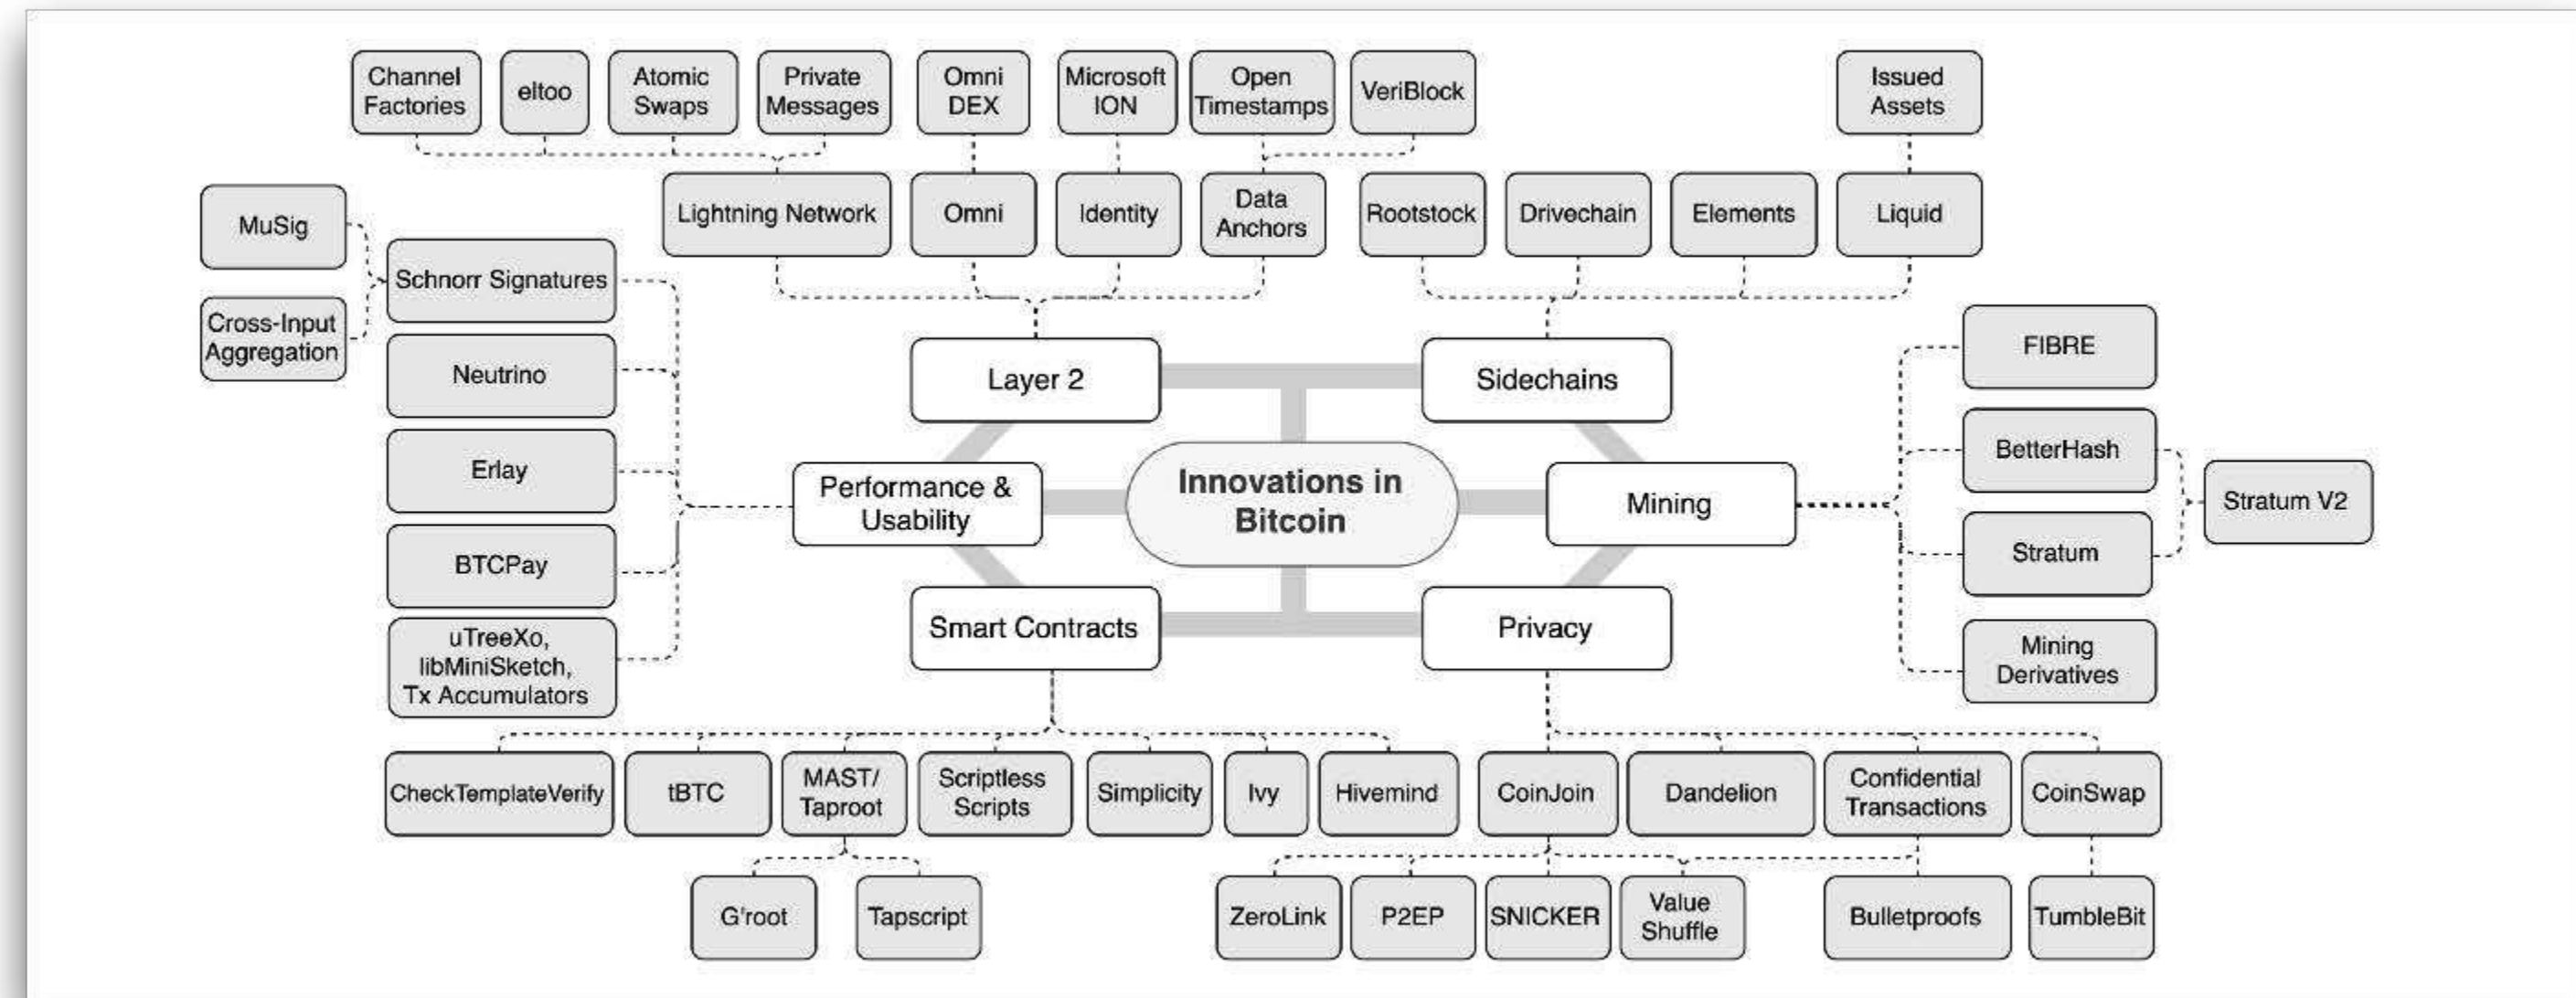 Channel
Factories
eltoo
Atomic
Swaps
Private
Messages
Omni
DEX
Microsoft
ION
Open
Timestamps
VeriBlock
Issued
Assets
Lightning Network
Omni
Identity
Data
Anchors
Rootstock
Drivechain
Elements
Liquid
MuSig
Cross-Input
Aggregation
Schnorr Signatures
Neutrino
Erlay
BTCPay
uTreeXo,
libMiniSketch,
Tx Accumulators
Layer 2
Sidechains
Performance &
Usability
Innovations in
Bitcoin
Mining
Smart Contracts
Privacy
FIBRE
BetterHash
Stratum
Mining
Derivatives
Stratum V2
CheckTemplateVerify
tBTC
MAST/
Taproot
Scriptless
Scripts
Simplicity
Ivy
Hivemind
CoinJoin
Dandelion
Confidential
Transactions
CoinSwap
G'root
Tapscript
ZeroLink
P2EP
SNICKER
Value
Shuffle
Bulletproofs
TumbleBit